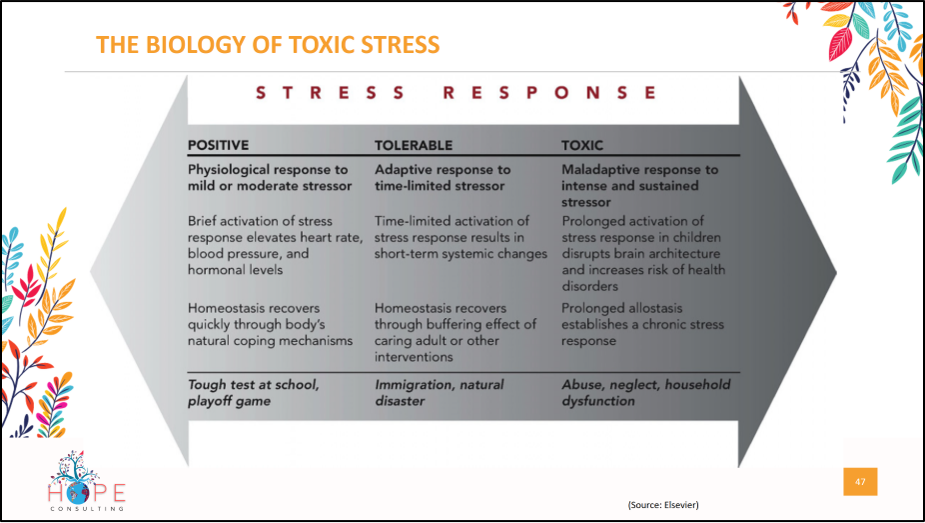 THE BIOLOGY OF TOXIC STRESS
STRESS RESPONSE
POSITIVE
Physiological response to
mild or moderate stressor
Brief activation of stress
response elevates heart rate,
blood pressure, and
hormonal levels
Homeostasis recovers
quickly through body's
natural coping mechanisms
Tough test at school,
playoff game
TOLERABLE
Adaptive response to
time-limited stressor
Time-limited activation of
stress response results in
short-term systemic changes
Homeostasis recovers
through buffering effect of
caring adult or other
interventions
Immigration, natural
disaster
TOXIC
Maladaptive response to
intense and sustained
stressor
Prolonged activation of
stress response in children
disrupts brain architecture
and increases risk of health
disorders
Prolonged allostasis
establishes a chronic stress
response
Abuse, neglect, household
dysfunction
HOPE
CONSULTING
(Source: Elsevier)
47